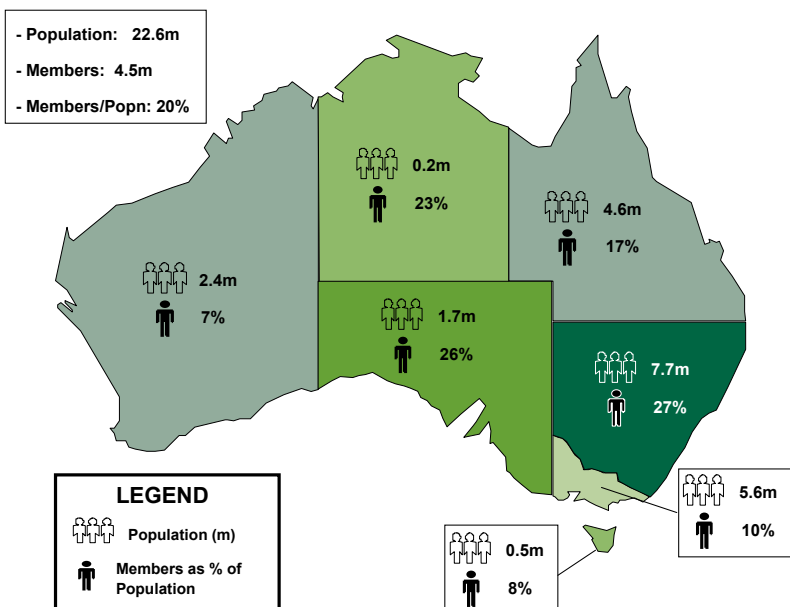 - Population: 22.6m
- Members: 4.5m
- Members/Popn: 20%
0.2m
23%
4.6m
17%
2.4m
7%
1.7m
26%
7.7m
27%
5.6m
10%
0.5m
8%
LEGEND
Population (m)
Members as % of
Population